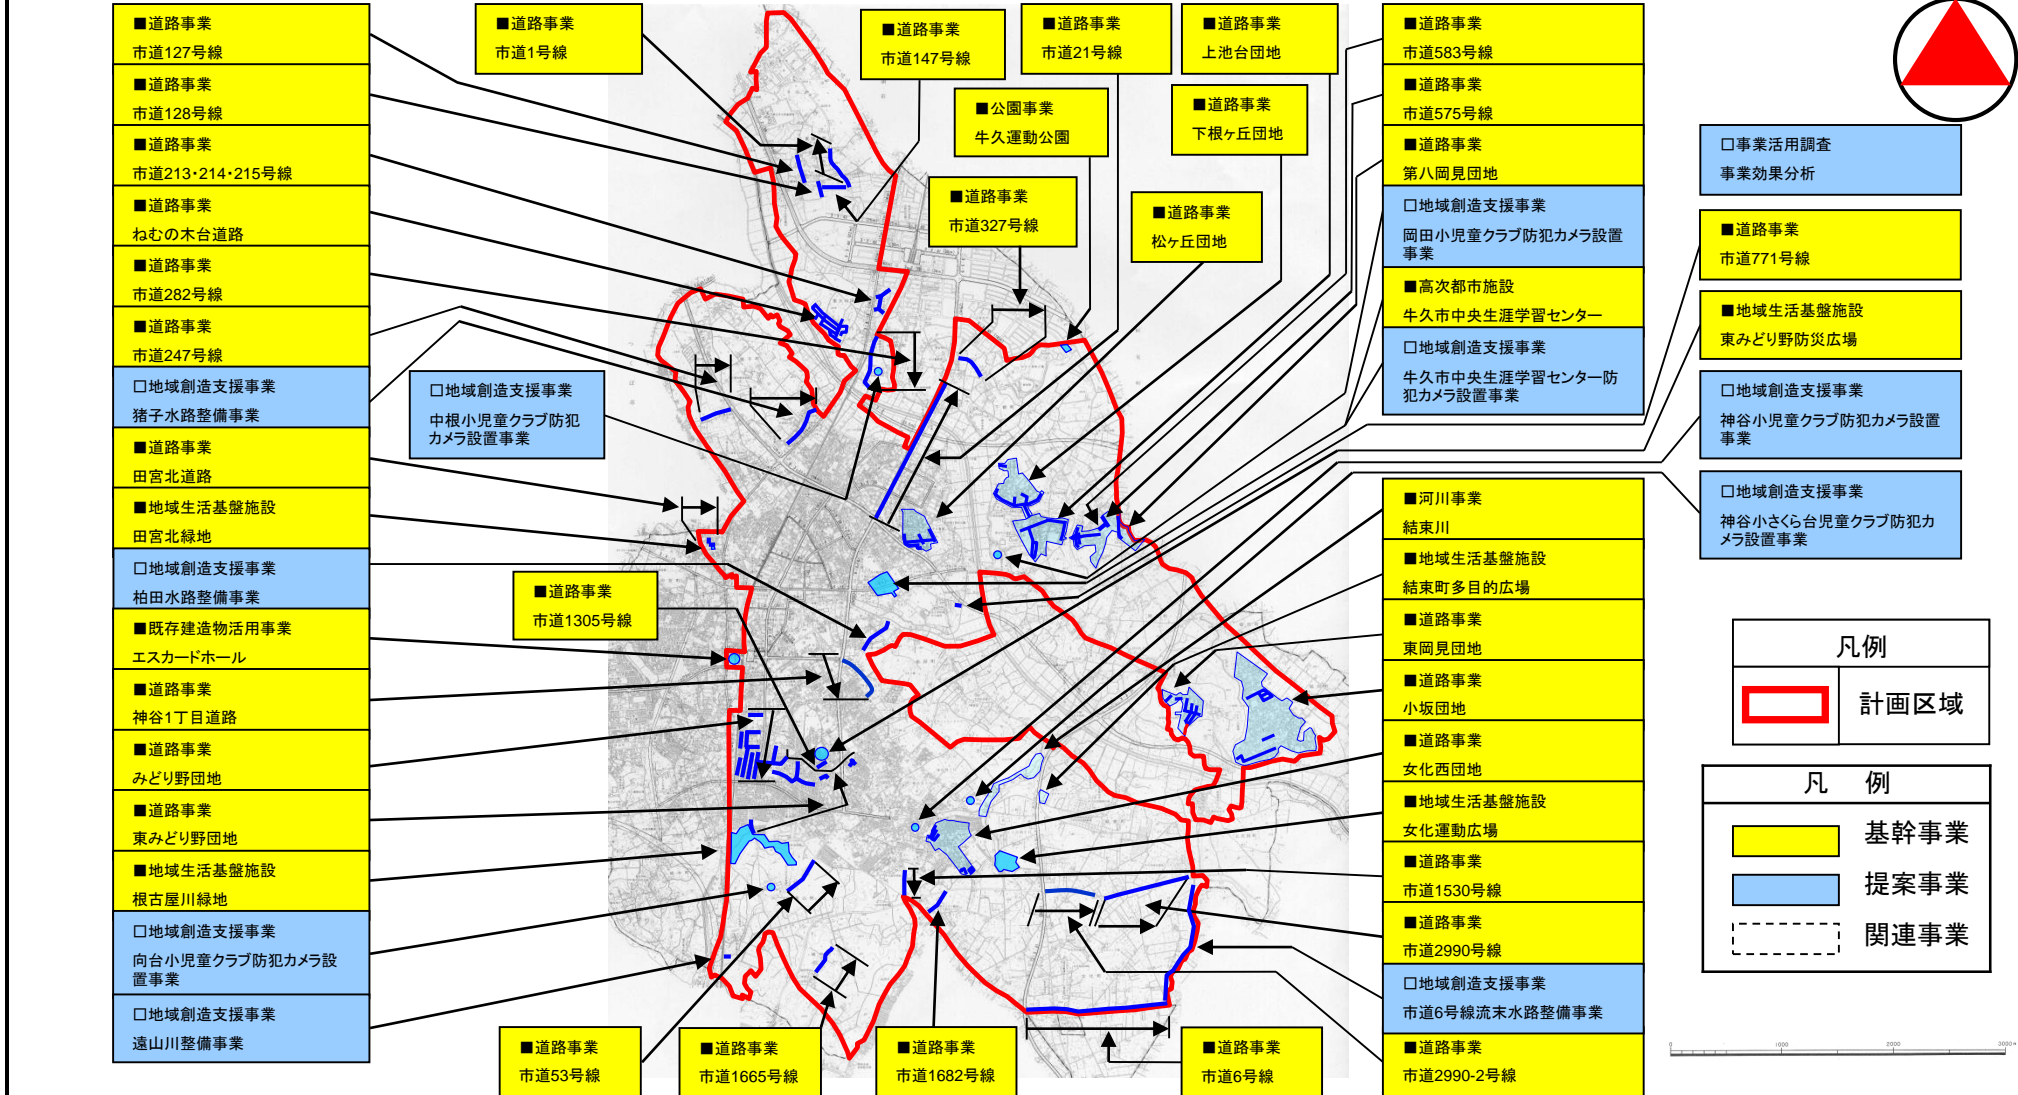 ■道路事業
市道127号線
■道路事業
市道128号線
■道路事業
市道213・214・215号線
■道路事業
ねむの木台道路
■道路事業
市道282号線
■道路事業
市道247号線
□地域創造支援事業
猪子水路整備事業
■道路事業
田宮北道路
■地域生活基盤施設
田宮北緑地
□地域創造支援事業
柏田水路整備事業
■既存建造物活用事業
エスカードホール
■道路事業
神谷1丁目道路
■道路事業
みどり野団地
■道路事業
東みどり野団地
■地域生活基盤施設
根古屋川緑地
□地域創造支援事業
向台小児童クラブ防犯カメラ設
置事業
□地域創造支援事業
遠山川整備事業
■道路事業
市道1号線
■道路事業
市道147号線
■道路事業
市道21号線
■道路事業
上池台団地
■公園事業
牛久運動公園
■道路事業
下根ヶ丘団地
■道路事業
市道327号線
■道路事業
松ヶ丘団地
□地域創造支援事業
中根小児童クラブ防犯
カメラ設置事業
■道路事業
市道1305号線
■道路事業
市道53号線
■道路事業
市道1665号線
■道路事業
市道1682号線
■道路事業
市道6号線
■道路事業
市道583号線
■道路事業
市道575号線
■道路事業
第八岡見団地
□地域創造支援事業
岡田小児童クラブ防犯カメラ設置
事業
■高次都市施設
牛久市中央生涯学習センター
□地域創造支援事業
牛久市中央生涯学習センター防
犯カメラ設置事業
■河川事業
結束川
■地域生活基盤施設
結束町多目的広場
■道路事業
東岡見団地
■道路事業
小坂団地
■道路事業
女化西団地
■地域生活基盤施設
女化運動広場
■道路事業
市道1530号線
■道路事業
市道2990号線
□地域創造支援事業
市道6号線流末水路整備事業
■道路事業
市道2990-2号線
□事業活用調査
事業効果分析
■道路事業
市道771号線
■地域生活基盤施設
東みどり野防災広場
□地域創造支援事業
神谷小児童クラブ防犯カメラ設置
事業
□地域創造支援事業
神谷小さくら台児童クラブ防犯カ
メラ設置事業
凡例
計画区域
凡　例
基幹事業
提案事業
関連事業
0 1000 2000 3000m